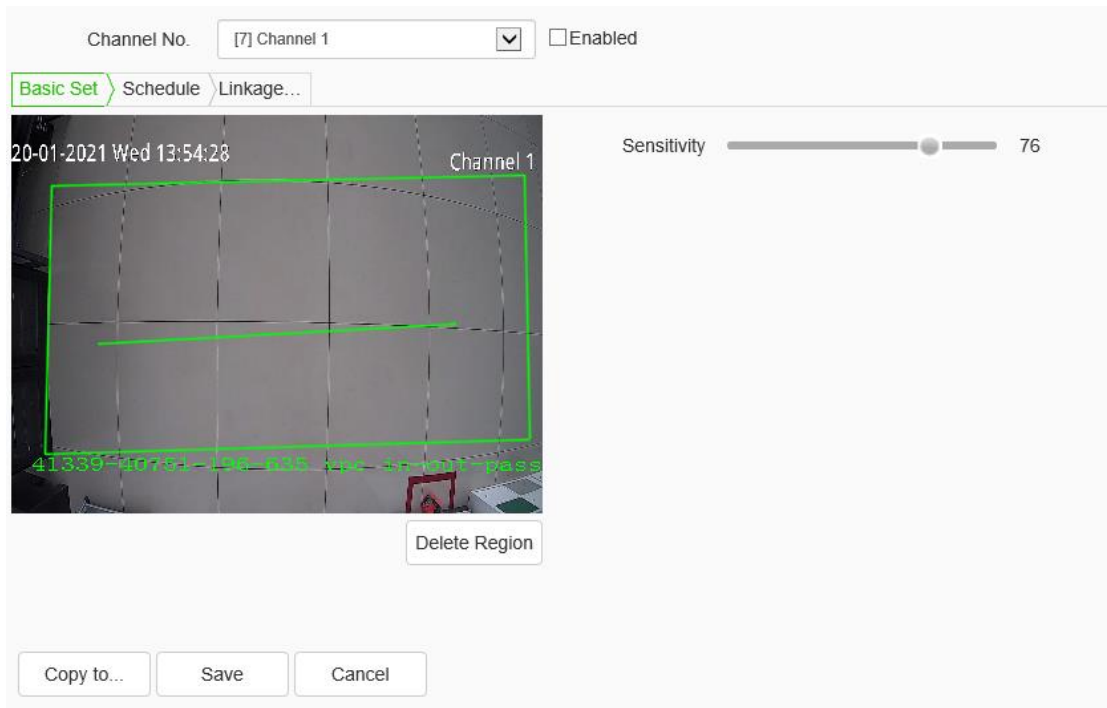 Channel No. [7] Channel 1 Enabled
Basic Set Schedule Linkage...
20-01-2021 Wed 13:54:28
Channel 1
Sensitivity 76
41339-40751-196-635 vpc in-out-pass
Delete Region
Copy to... Save Cancel